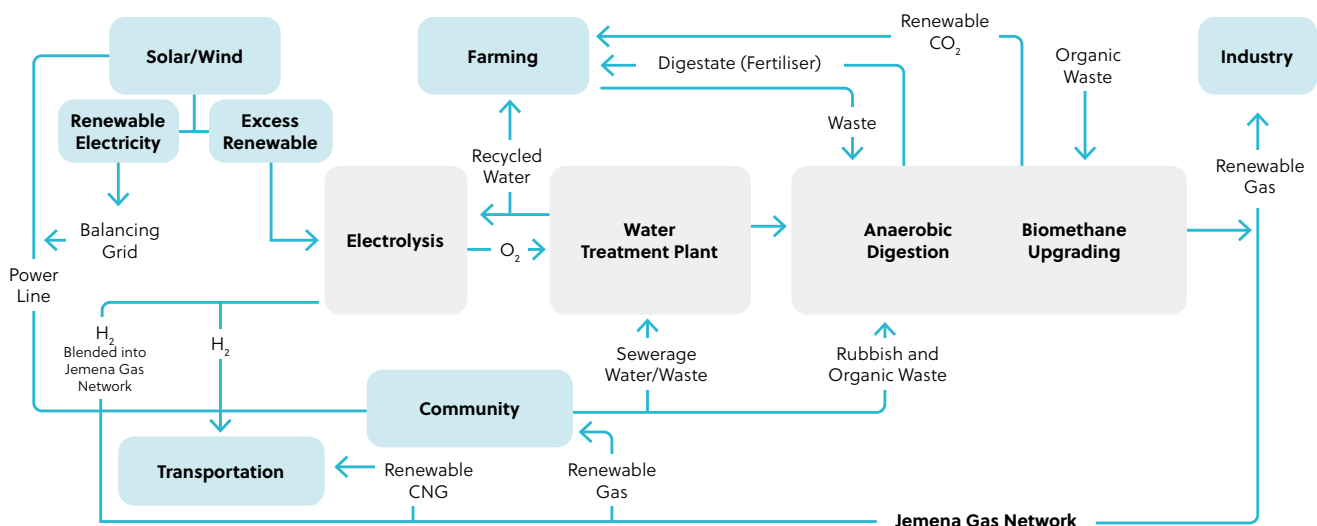 Solar/Wind
Farming
Renewable
CO₂
Organic
Waste
Industry
Digestate (Fertiliser)
Renewable
Electricity
Excess
Renewable
Waste
Recycled
Water
Renewable
Gas
Balancing
Grid
Electrolysis
O₂
Water
Treatment Plant
Anaerobic
Digestion
Biomethane
Upgrading
Power
Line
H₂
Blended into
Jemena Gas
Network
H₂
Sewerage
Water/Waste
Rubbish and
Organic Waste
Community
Transportation
Renewable
CNG
Renewable
Gas
Jemena Gas Network